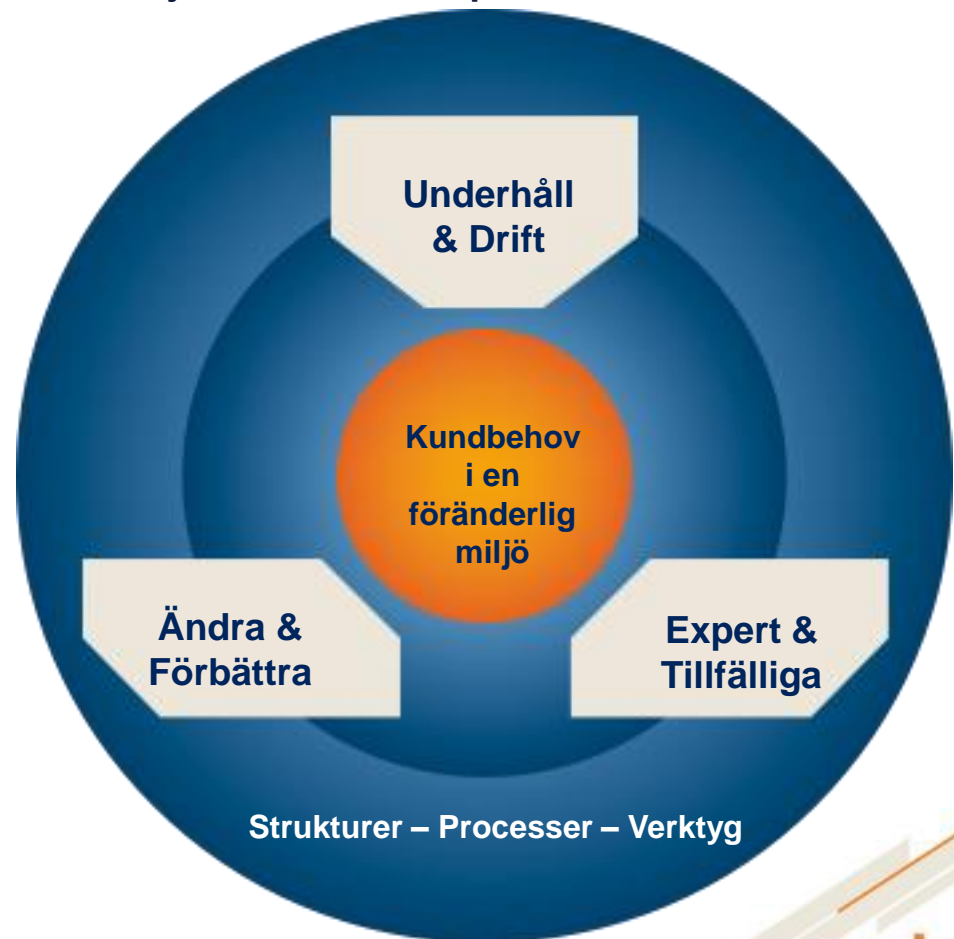 Underhåll
& Drift
Kundbehov
i en
föränderlig
miljö
Ändra &
Förbättra
Expert &
Tillfälliga
Strukturer – Processer – Verktyg